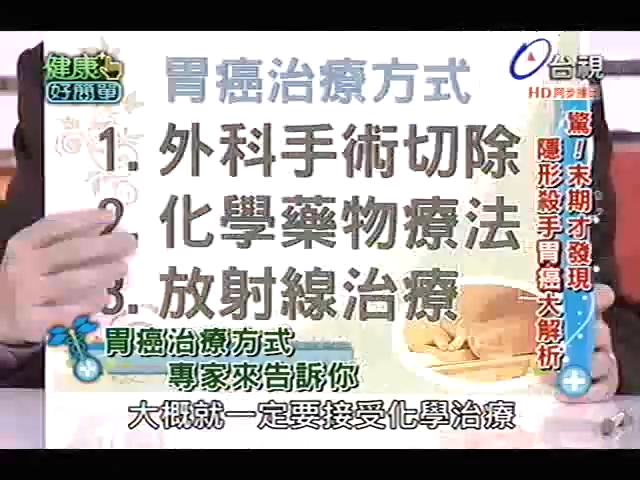 健康
好簡單
台視
HD同步播出
胃癌治療方式
1. 外科手術切除
2. 化學藥物療法
3. 放射線治療
驚！末期才發現
隱形殺手胃癌大解析
胃癌治療方式
專家來告訴你
大概就一定要接受化學治療